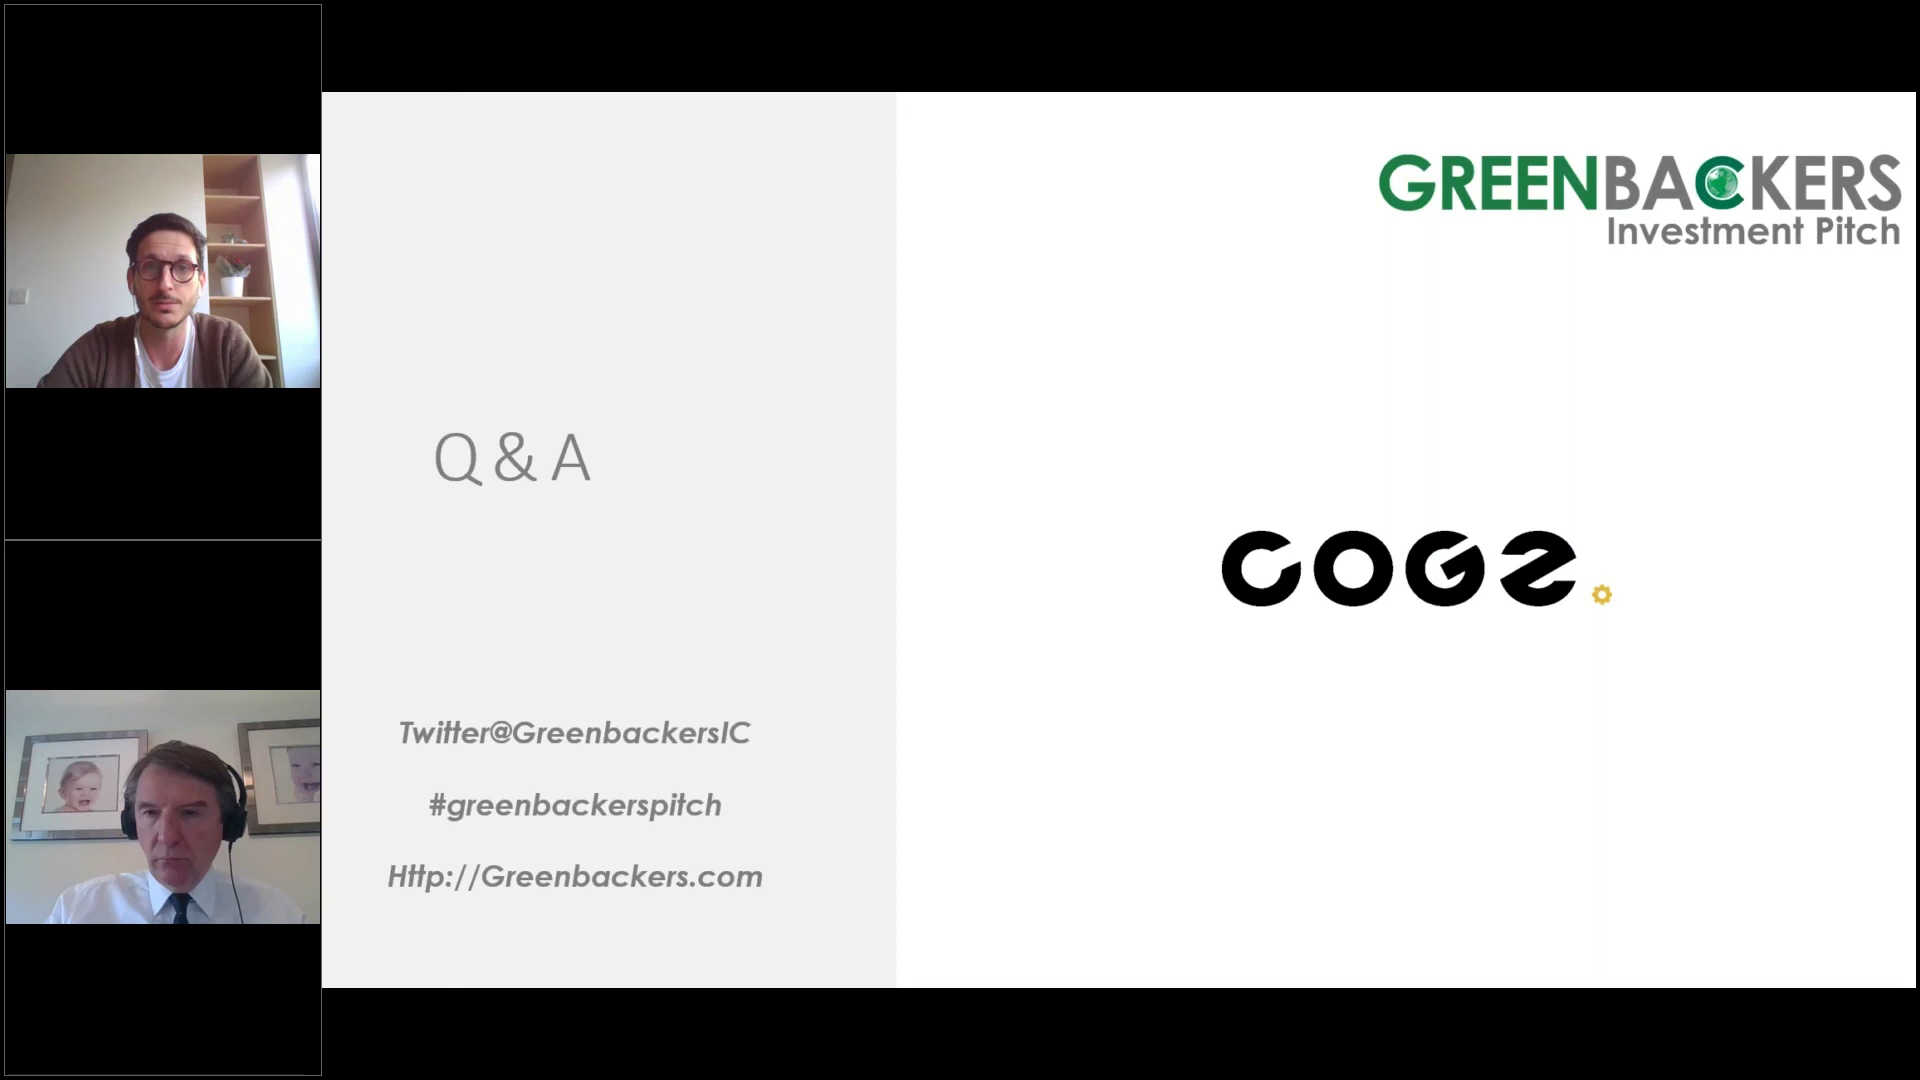 GREENBACKERS
Investment Pitch
Q & A
COGZ.
Twitter@GreenbackersIC
#greenbackerspitch
Http://Greenbackers.com